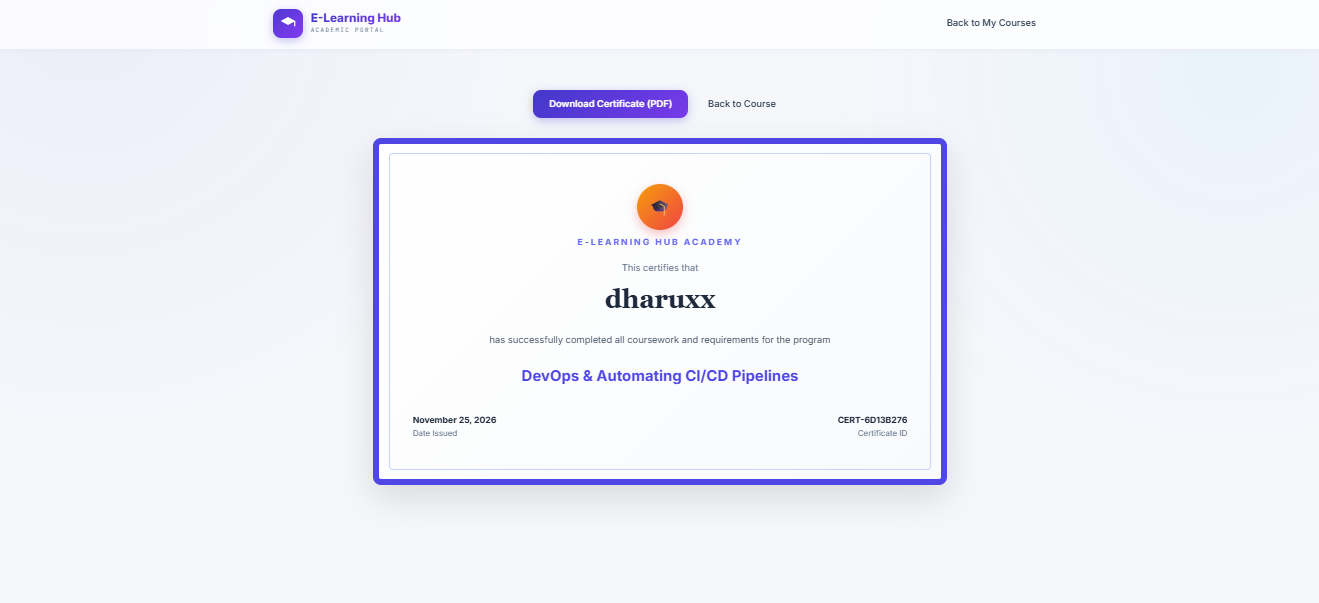 E-Learning Hub
ACADEMIC PORTAL
Back to My Courses
Download Certificate (PDF)
Back to Course
E-LEARNING HUB ACADEMY
This certifies that
dharuxx
has successfully completed all coursework and requirements for the program
DevOps & Automating CI/CD Pipelines
November 25, 2026
Date Issued
CERT-6D13B276
Certificate ID